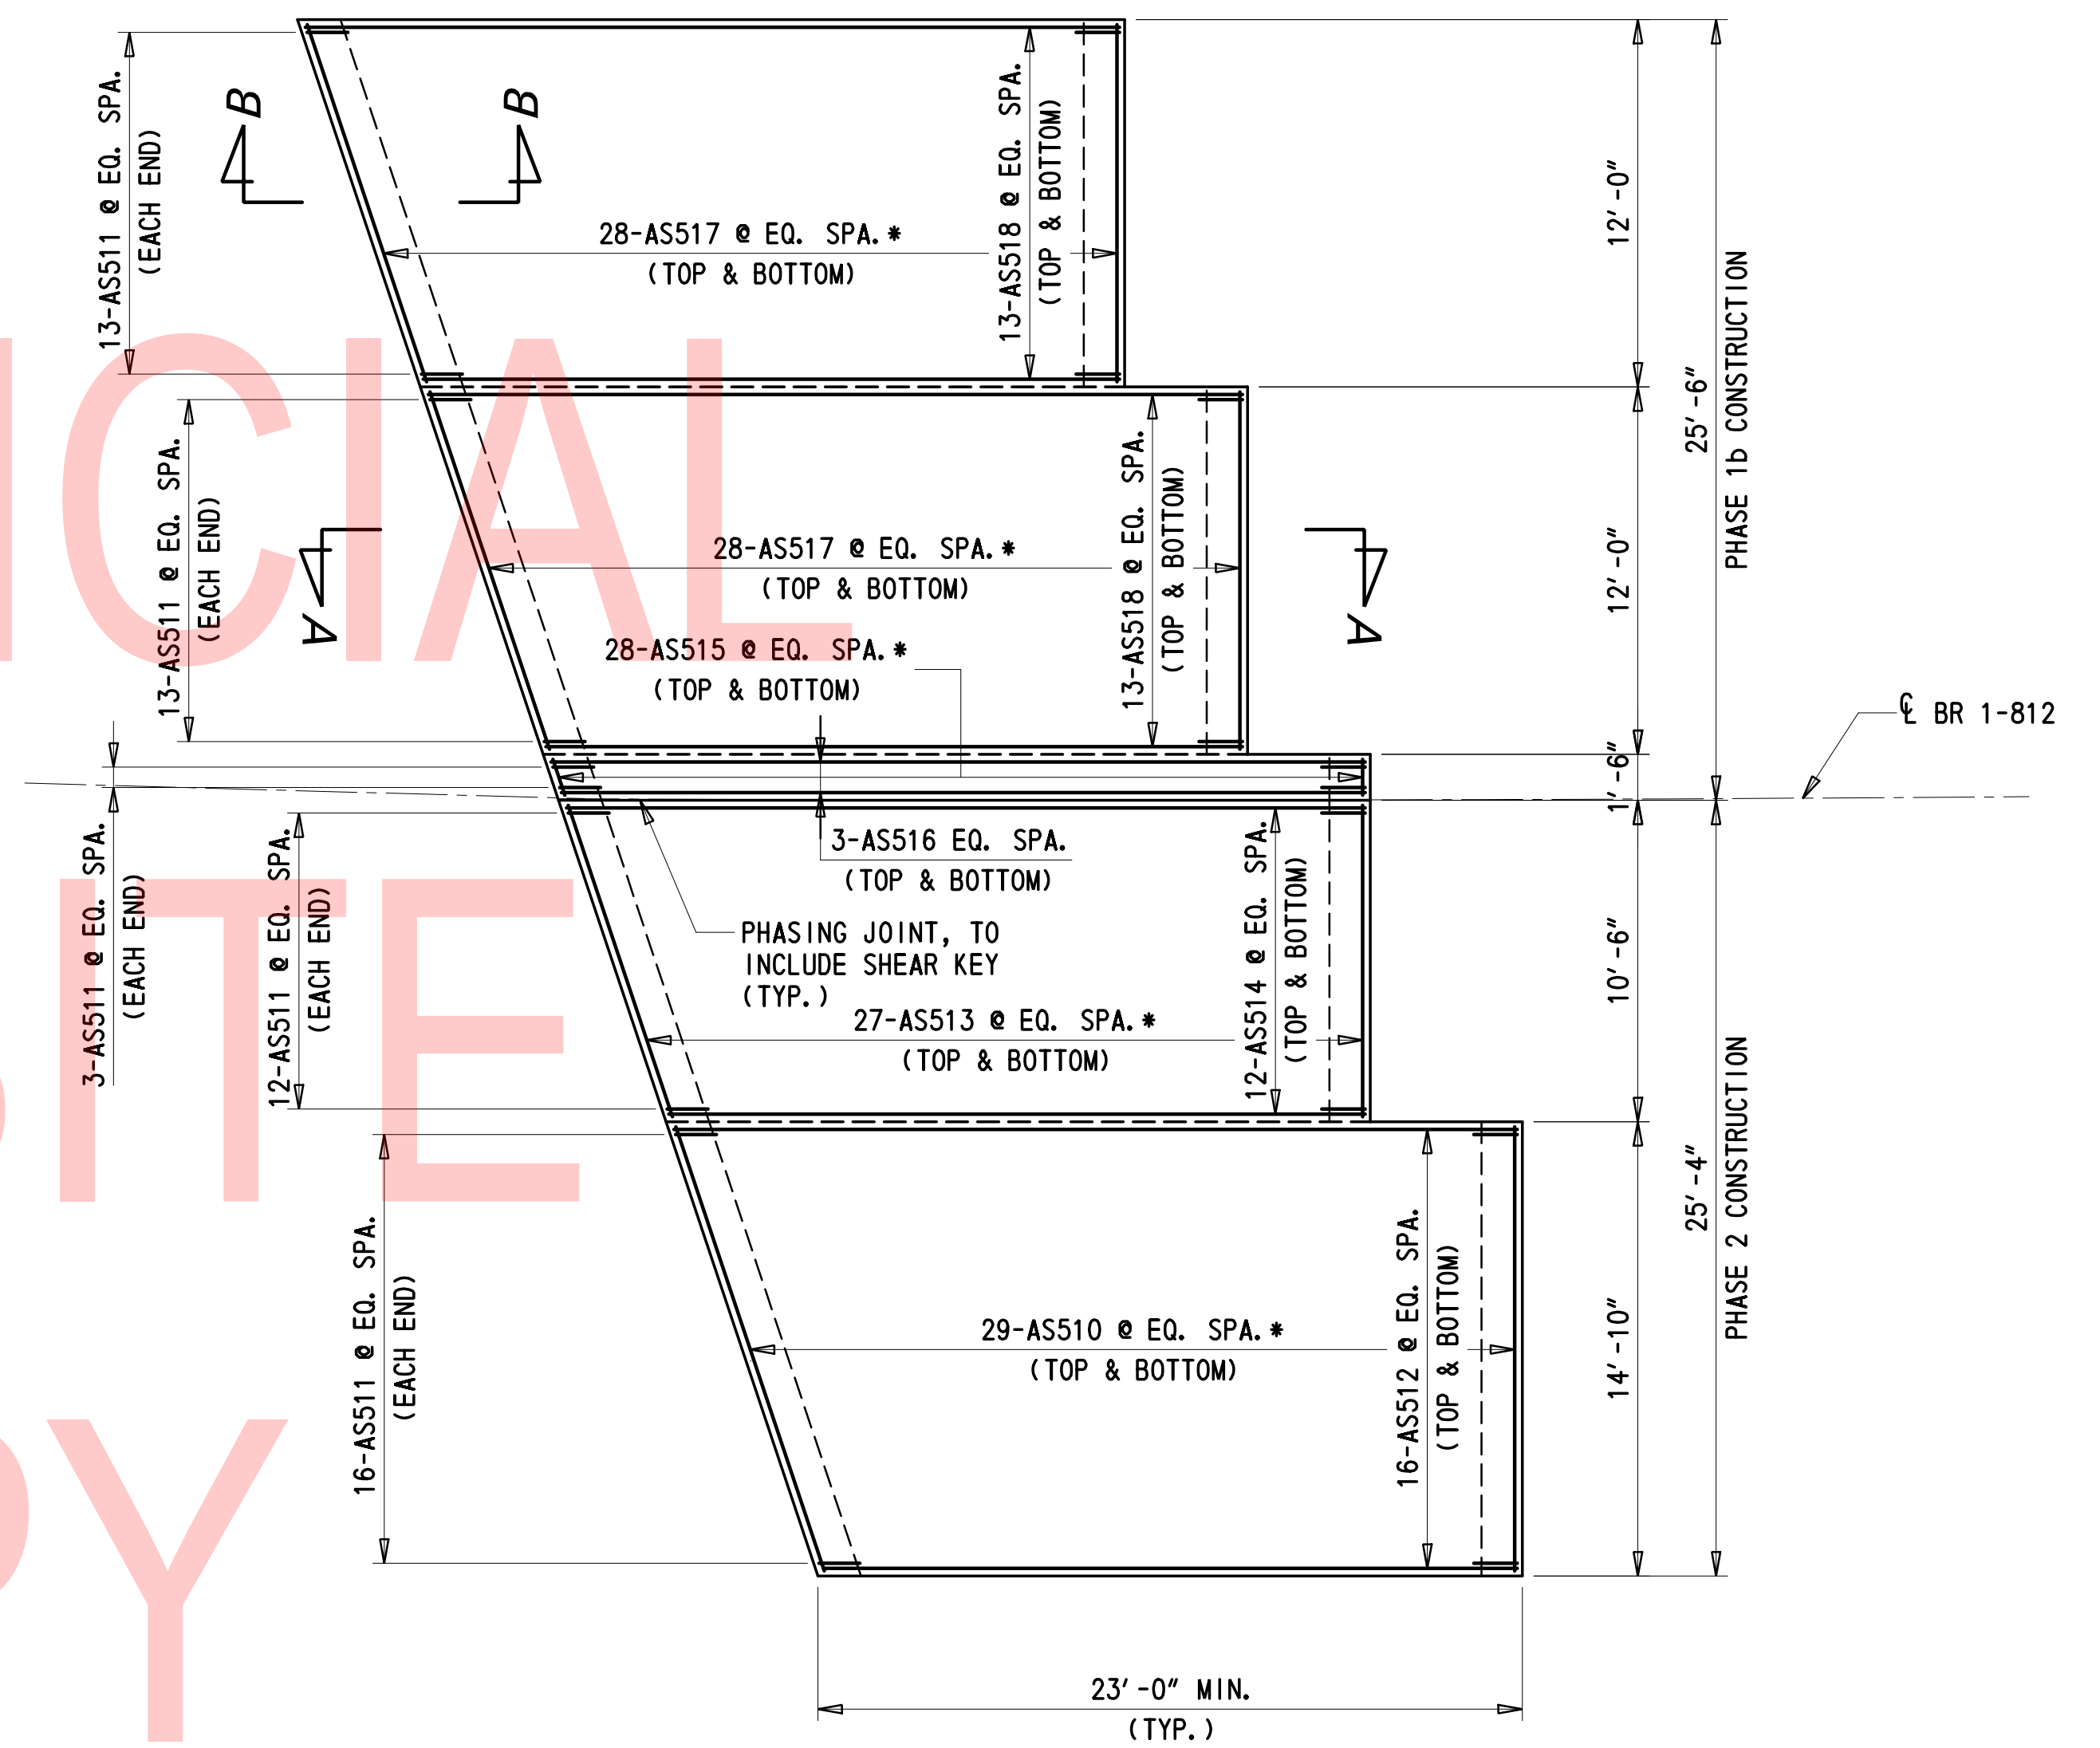 13-AS511 @ EQ. SPA.
(EACH END)
B
B
28-AS517 @ EQ. SPA.*
(TOP & BOTTOM)
13-AS518 @ EQ. SPA.
(TOP & BOTTOM)
12'-0"
25'-6"
PHASE 1b CONSTRUCTION
13-AS511 @ EQ. SPA.
(EACH END)
A
28-AS517 @ EQ. SPA.*
(TOP & BOTTOM)
13-AS518 @ EQ. SPA.
(TOP & BOTTOM)
A
12'-0"
28-AS515 @ EQ. SPA.*
(TOP & BOTTOM)
℄ BR 1-812
1'-6"
3-AS511 @ EQ. SPA.
(EACH END)
12-AS511 @ EQ. SPA.
(EACH END)
3-AS516 EQ. SPA.
(TOP & BOTTOM)
PHASING JOINT, TO
INCLUDE SHEAR KEY
(TYP.)
27-AS513 @ EQ. SPA.*
(TOP & BOTTOM)
12-AS514 @ EQ. SPA.
(TOP & BOTTOM)
10'-6"
25'-4"
PHASE 2 CONSTRUCTION
16-AS511 @ EQ. SPA.
(EACH END)
29-AS510 @ EQ. SPA.*
(TOP & BOTTOM)
16-AS512 @ EQ. SPA.
(TOP & BOTTOM)
14'-10"
23'-0" MIN.
(TYP.)